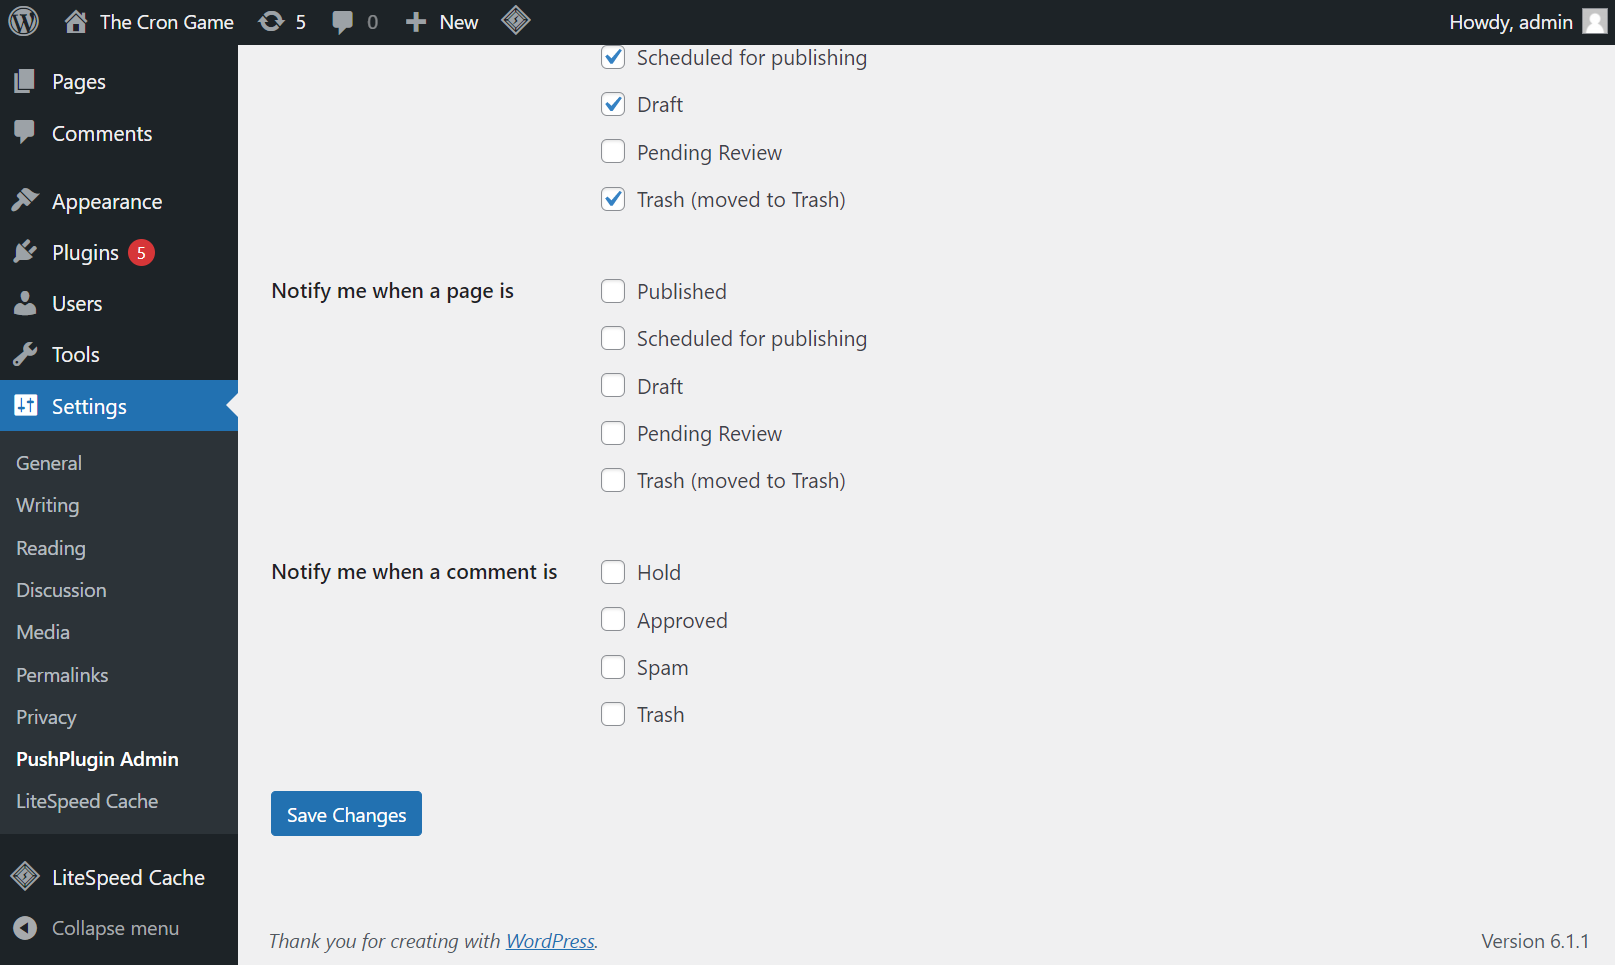 The Cron Game 5 0 New Howdy, admin
Pages
Comments
Appearance
Plugins 5
Users
Tools
Settings
General
Writing
Reading
Discussion
Media
Permalinks
Privacy
PushPlugin Admin
LiteSpeed Cache
LiteSpeed Cache
Collapse menu
Scheduled for publishing
Draft
Pending Review
Trash (moved to Trash)
Notify me when a page is
Published
Scheduled for publishing
Draft
Pending Review
Trash (moved to Trash)
Notify me when a comment is
Hold
Approved
Spam
Trash
Save Changes
Thank you for creating with WordPress.
Version 6.1.1